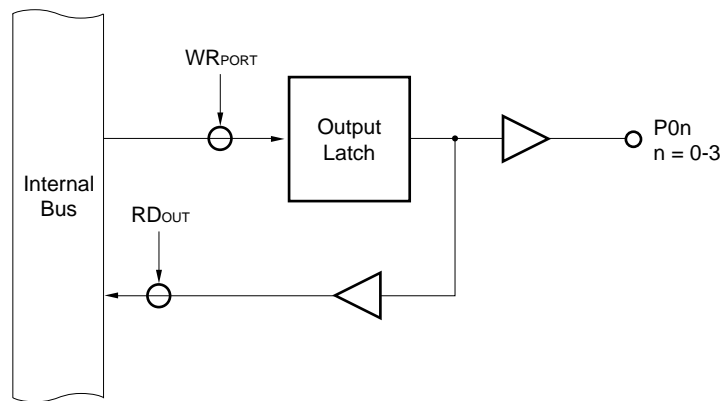 WRPORT
Output
Latch
P0n
n = 0-3
Internal
Bus
RDOUT